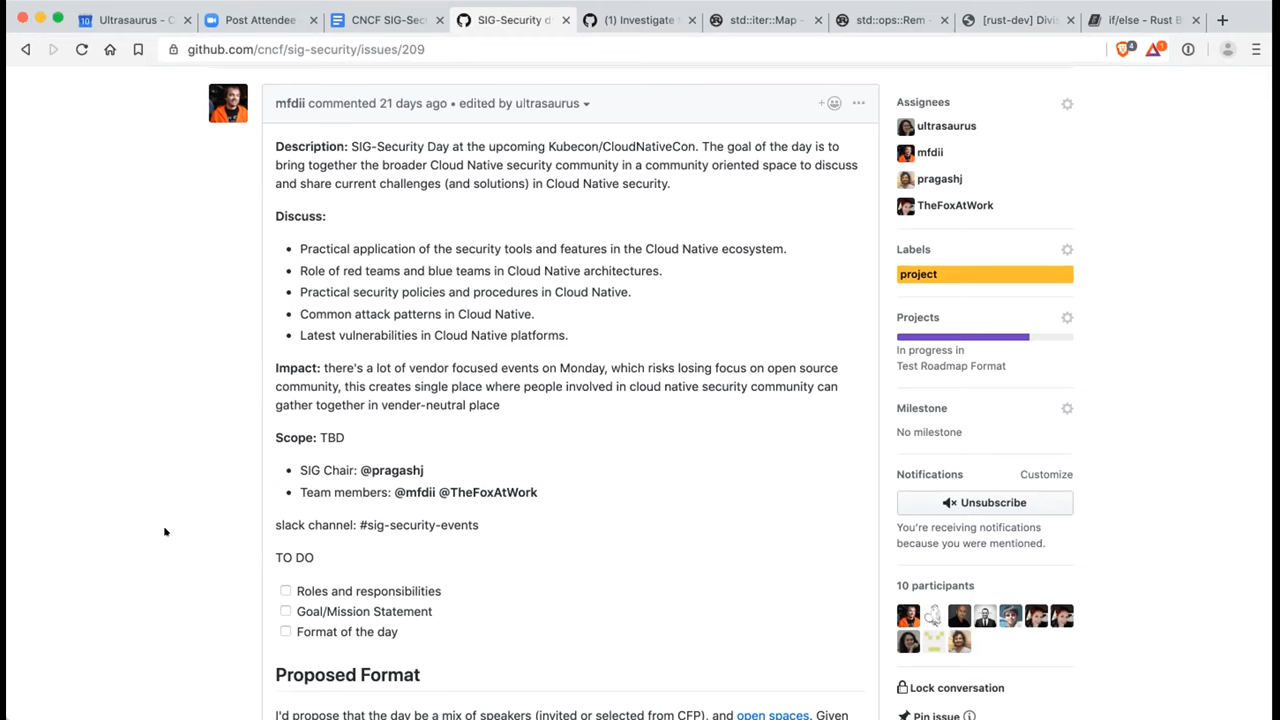 Ultrasaurus - C
Post Attendee
CNCF SIG-Sec
SIG-Security d
(1) Investigate
std::iter::Map -
std::ops::Rem -
[rust-dev] Divis
if/else - Rust B
github.com/cncf/sig-security/issues/209
4
1
mfdii commented 21 days ago • edited by ultrasaurus
Description: SIG-Security Day at the upcoming Kubecon/CloudNativeCon. The goal of the day is to
bring together the broader Cloud Native security community in a community oriented space to discuss
and share current challenges (and solutions) in Cloud Native security.
Discuss:
• Practical application of the security tools and features in the Cloud Native ecosystem.
• Role of red teams and blue teams in Cloud Native architectures.
• Practical security policies and procedures in Cloud Native.
• Common attack patterns in Cloud Native.
• Latest vulnerabilities in Cloud Native platforms.
Impact: there's a lot of vendor focused events on Monday, which risks losing focus on open source
community, this creates single place where people involved in cloud native security community can
gather together in vender-neutral place
Scope: TBD
• SIG Chair: @pragashj
• Team members: @mfdii @TheFoxAtWork
slack channel: #sig-security-events
TO DO
Roles and responsibilities
Goal/Mission Statement
Format of the day
Proposed Format
I'd propose that the day be a mix of speakers (invited or selected from CFP), and open spaces. Given
Assignees
ultrasaurus
mfdii
pragashj
TheFoxAtWork
Labels
project
Projects
In progress in
Test Roadmap Format
Milestone
No milestone
Notifications Customize
Unsubscribe
You're receiving notifications
because you were mentioned.
10 participants
Lock conversation
Pin issue